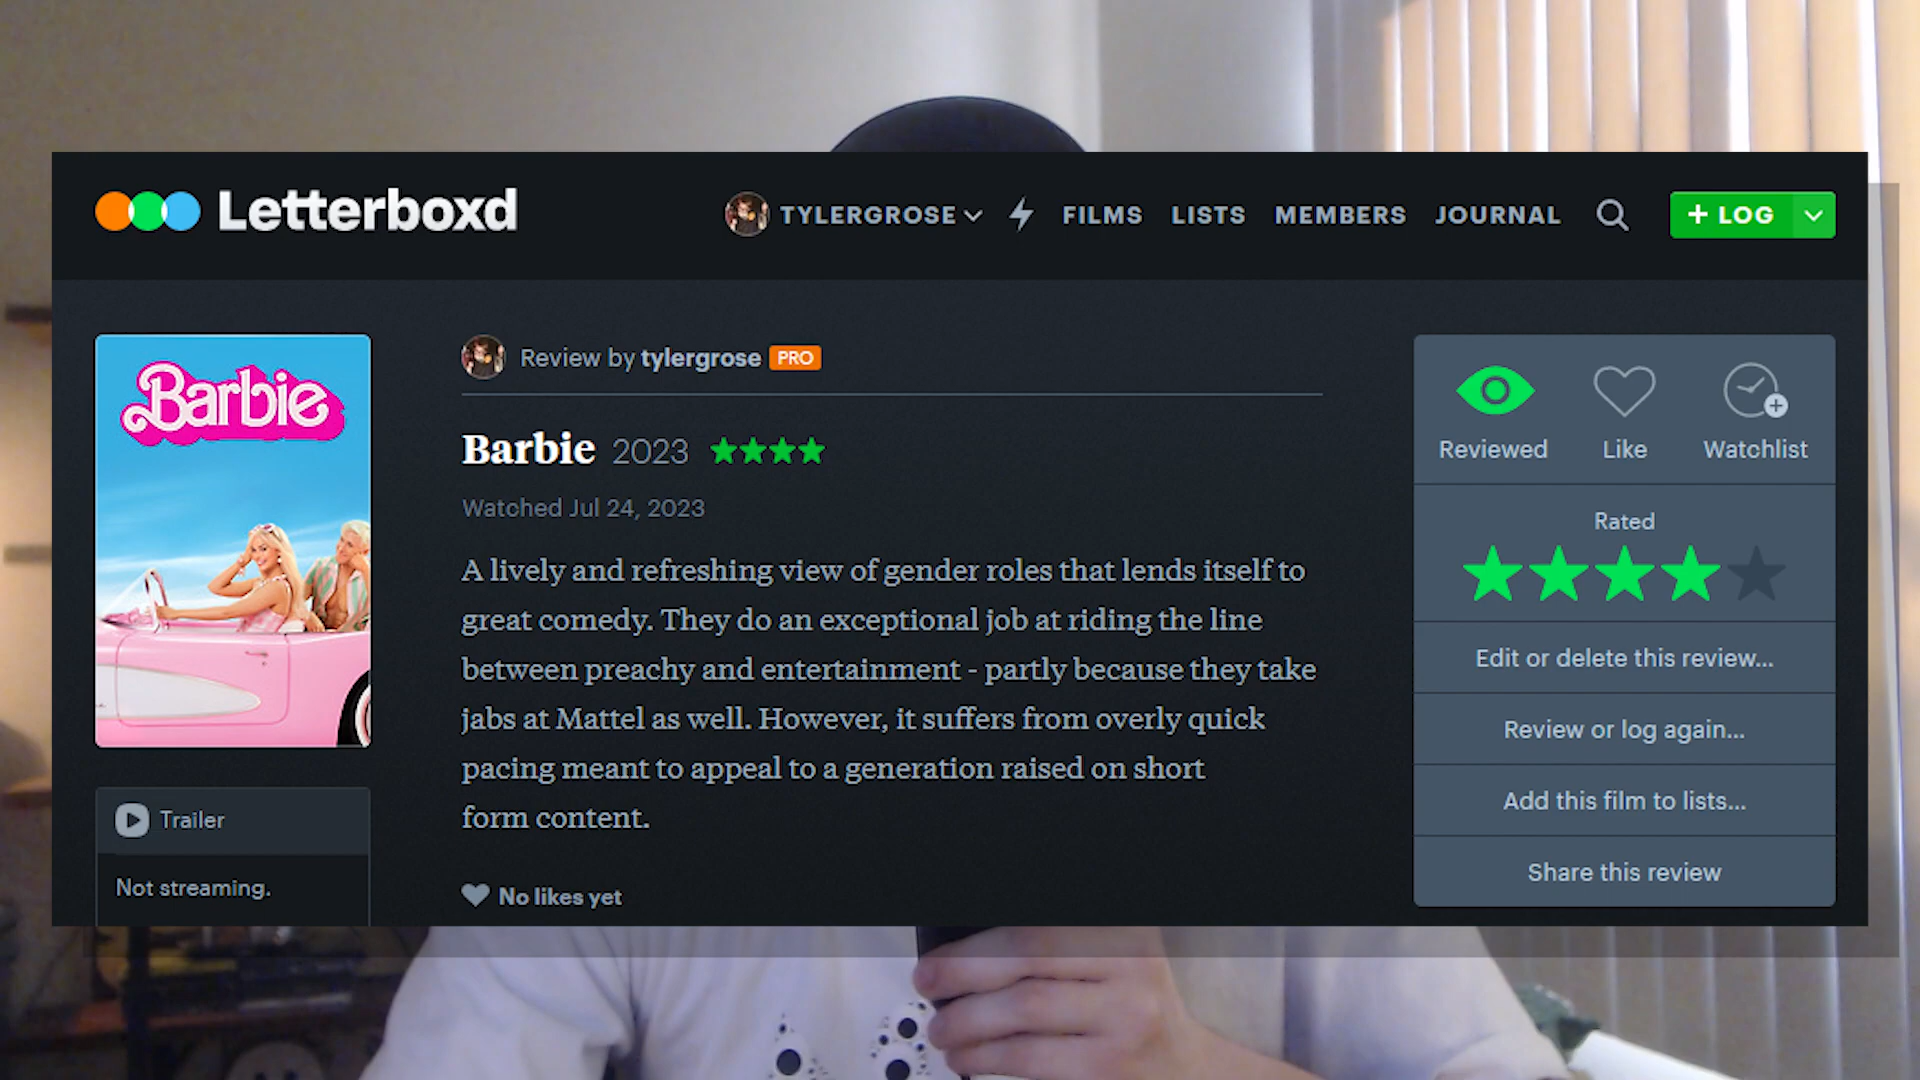 Letterboxd
TYLERGROSE
FILMS
LISTS
MEMBERS
JOURNAL
+ LOG
Barbie
Review by tylergrose PRO
Barbie 2023
Watched Jul 24, 2023
A lively and refreshing view of gender roles that lends itself to
great comedy. They do an exceptional job at riding the line
between preachy and entertainment - partly because they take
jabs at Mattel as well. However, it suffers from overly quick
pacing meant to appeal to a generation raised on short
form content.
No likes yet
Trailer
Not streaming.
Reviewed
Like
Watchlist
Rated
Edit or delete this review...
Review or log again...
Add this film to lists...
Share this review